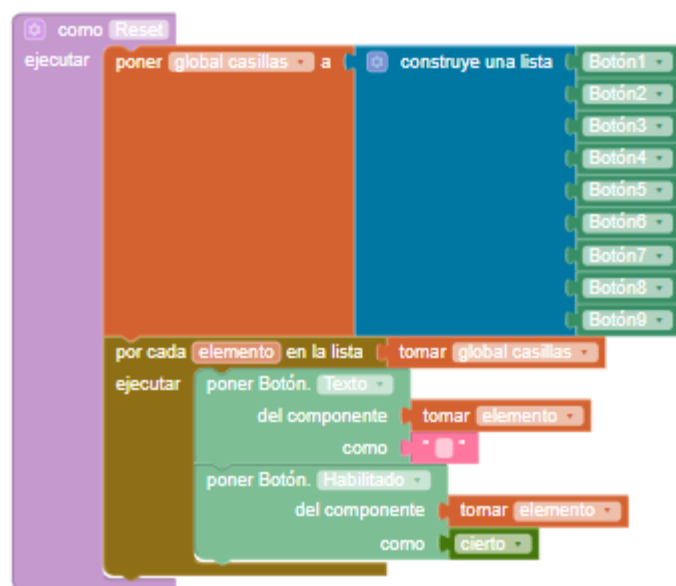 como Reset
ejecutar poner global casillas a construye una lista Botón1
Botón2
Botón3
Botón4
Botón5
Botón6
Botón7
Botón8
Botón9
por cada elemento en la lista tomar global casillas
ejecutar poner Botón. Texto
del componente tomar elemento
como " "
poner Botón. Habilitado
del componente tomar elemento
como cierto